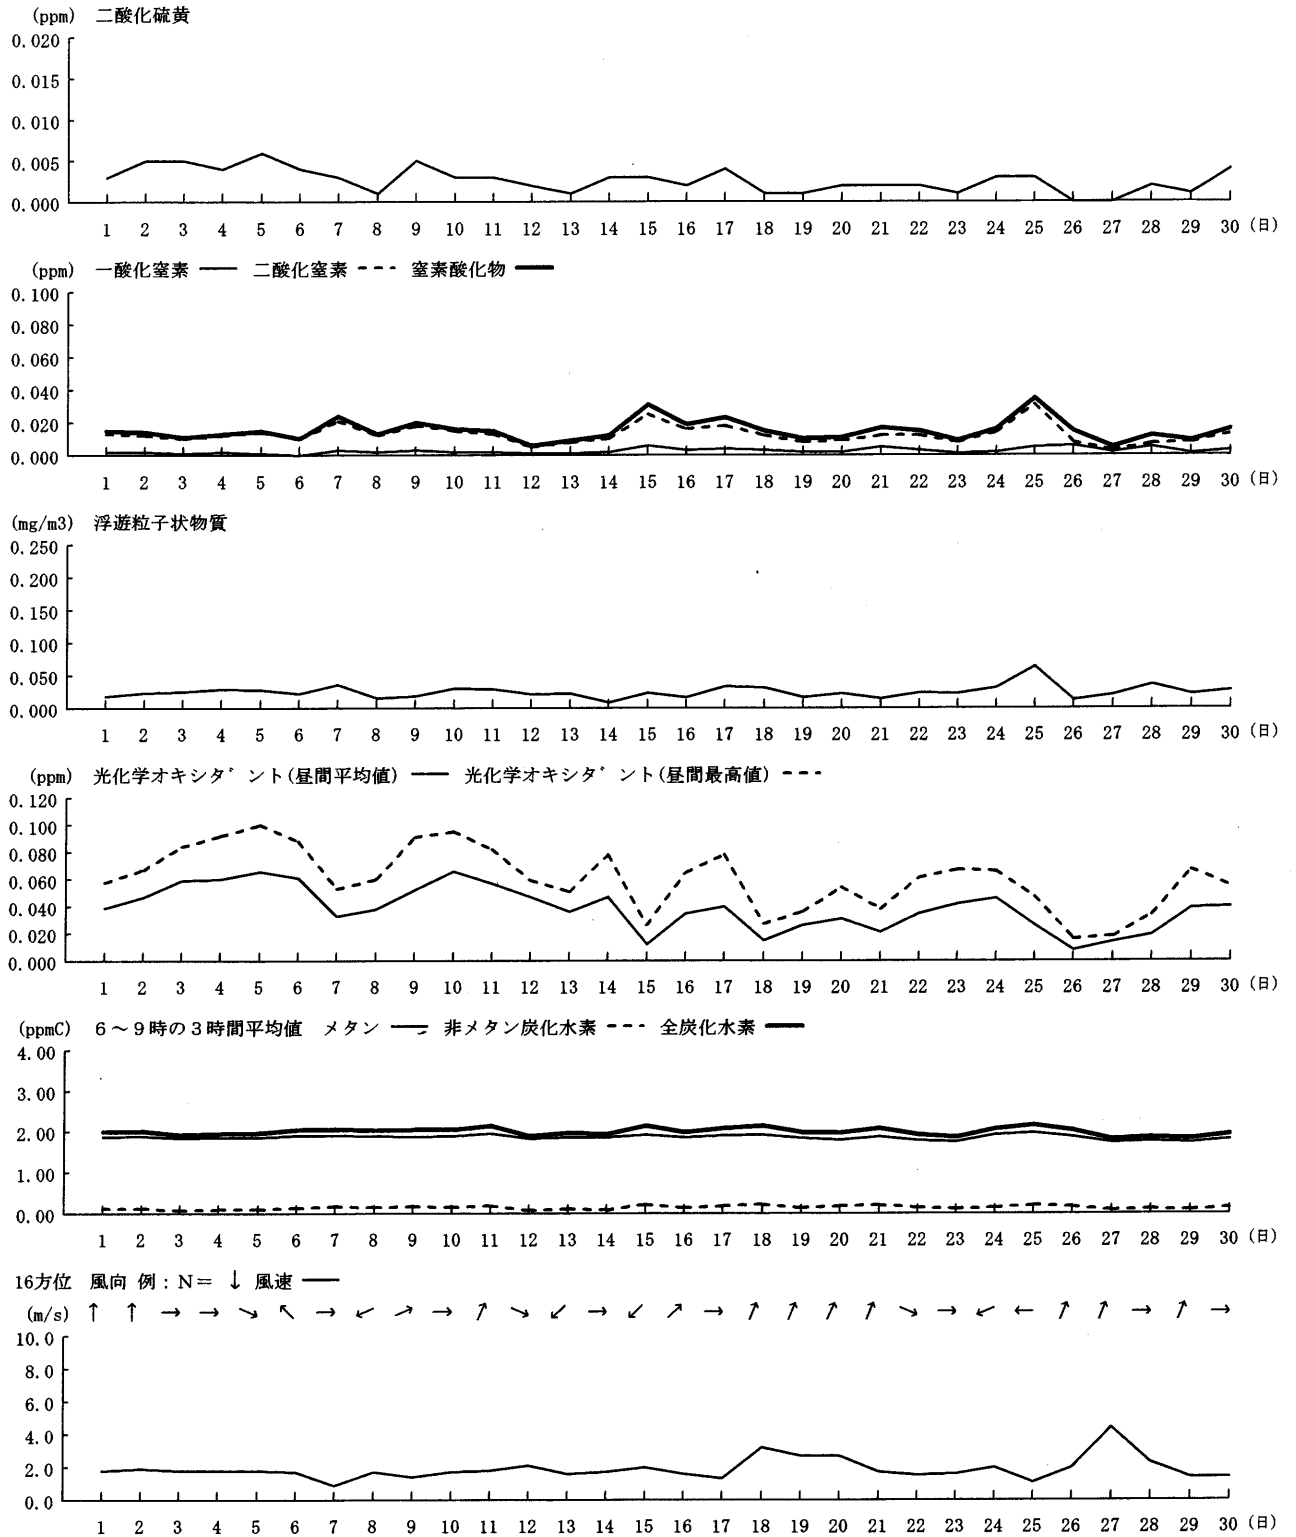 (ppm) 二酸化硫黄
0.020
0.015
0.010
0.005
0.000
1 2 3 4 5 6 7 8 9 10 11 12 13 14 15 16 17 18 19 20 21 22 23 24 25 26 27 28 29 30 (日)
(ppm) 一酸化窒素 二酸化窒素 窒素酸化物
0.100
0.080
0.060
0.040
0.020
0.000
1 2 3 4 5 6 7 8 9 10 11 12 13 14 15 16 17 18 19 20 21 22 23 24 25 26 27 28 29 30 (日)
(mg/m3) 浮遊粒子状物質
0.250
0.200
0.150
0.100
0.050
0.000
1 2 3 4 5 6 7 8 9 10 11 12 13 14 15 16 17 18 19 20 21 22 23 24 25 26 27 28 29 30 (日)
(ppm) 光化学オキシダント(昼間平均値) 光化学オキシダント(昼間最高値)
0.120
0.100
0.080
0.060
0.040
0.020
0.000
1 2 3 4 5 6 7 8 9 10 11 12 13 14 15 16 17 18 19 20 21 22 23 24 25 26 27 28 29 30 (日)
(ppmC) 6～9時の3時間平均値 メタン 非メタン炭化水素 全炭化水素
4.00
3.00
2.00
1.00
0.00
1 2 3 4 5 6 7 8 9 10 11 12 13 14 15 16 17 18 19 20 21 22 23 24 25 26 27 28 29 30 (日)
16方位 風向 例:N= ↓ 風速
(m/s) ↑ ↑ → → ↘ ↖ → ↙ ↗ → ↗ ↘ ↙ → ↙ ↗ → ↗ ↗ ↗ ↗ ↘ → ↙ ← ↗ ↗ → ↗ →
10.0
8.0
6.0
4.0
2.0
0.0
1 2 3 4 5 6 7 8 9 10 11 12 13 14 15 16 17 18 19 20 21 22 23 24 25 26 27 28 29 30 (日)